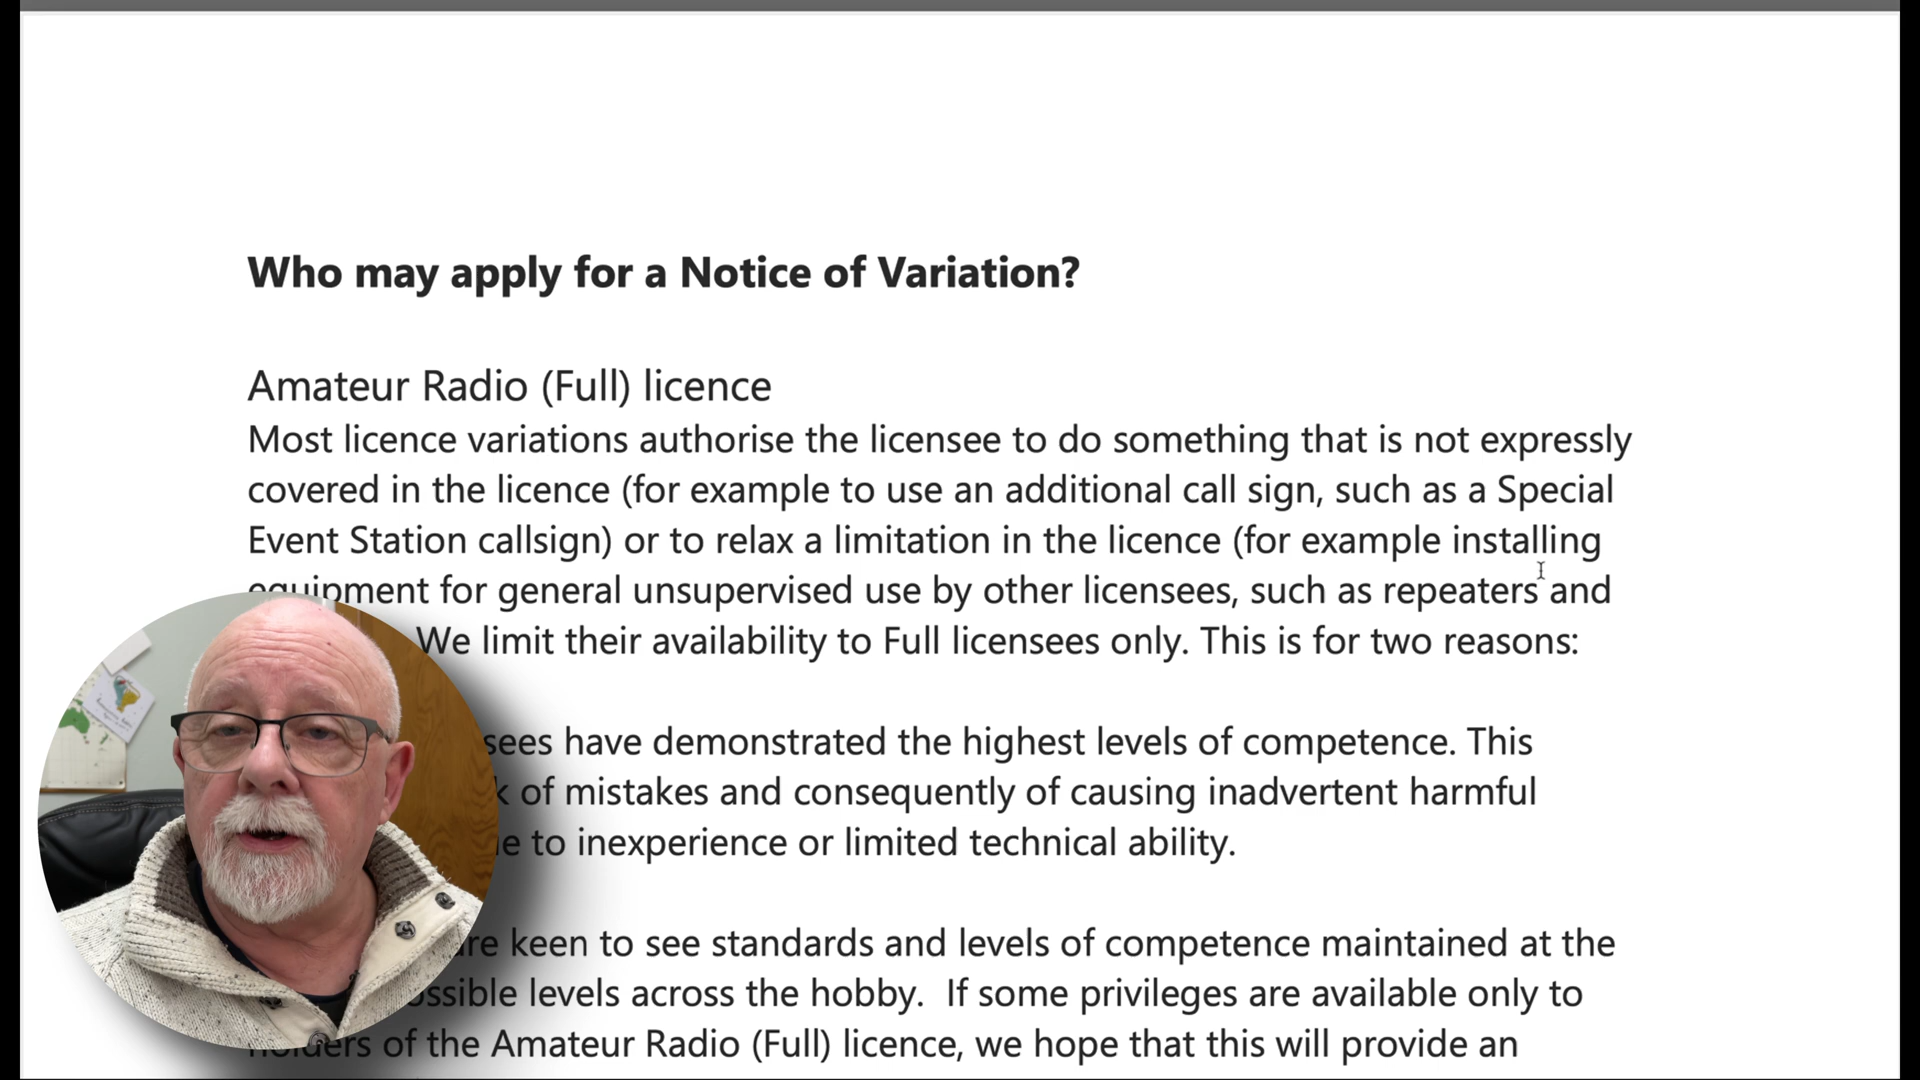 Who may apply for a Notice of Variation?
Amateur Radio (Full) licence
Most licence variations authorise the licensee to do something that is not expressly
covered in the licence (for example to use an additional call sign, such as a Special
Event Station callsign) or to relax a limitation in the licence (for example installing
equipment for general unsupervised use by other licensees, such as repeaters and
We limit their availability to Full licensees only. This is for two reasons:
sees have demonstrated the highest levels of competence. This
k of mistakes and consequently of causing inadvertent harmful
e to inexperience or limited technical ability.
re keen to see standards and levels of competence maintained at the
ossible levels across the hobby.  If some privileges are available only to
holders of the Amateur Radio (Full) licence, we hope that this will provide an